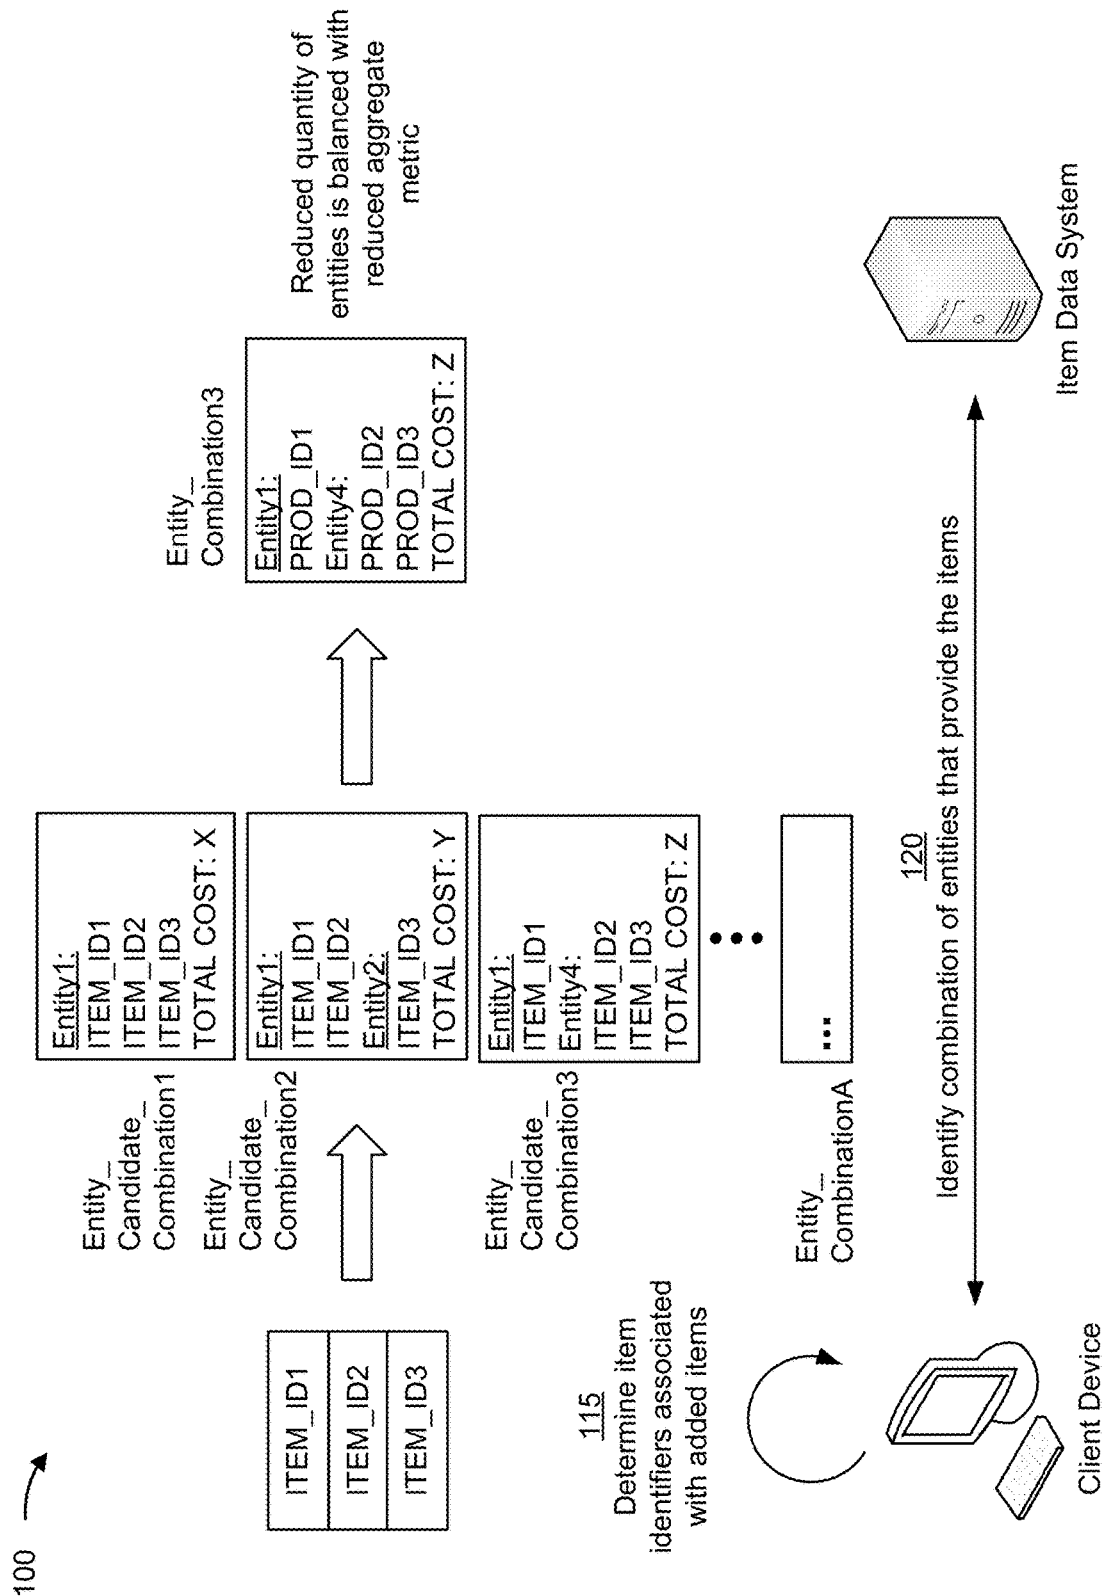 100
ITEM_ID1
ITEM_ID2
ITEM_ID3
Entity_
Candidate_
Combination1
Entity1:
ITEM_ID1
ITEM_ID2
ITEM_ID3
TOTAL COST: X
Entity_
Candidate_
Combination2
Entity1:
ITEM_ID1
ITEM_ID2
Entity2:
ITEM_ID3
TOTAL COST: Y
Entity_
Candidate_
Combination3
Entity1:
ITEM_ID1
Entity4:
ITEM_ID2
ITEM_ID3
TOTAL COST: Z
Entity_
CombinationA
...
Entity_
Combination3
Entity1:
PROD_ID1
Entity4:
PROD_ID2
PROD_ID3
TOTAL COST: Z
Reduced quantity of
entities is balanced with
reduced aggregate
metric
115
Determine item
identifiers associated
with added items
Client Device
120
Identify combination of entities that provide the items
Item Data System